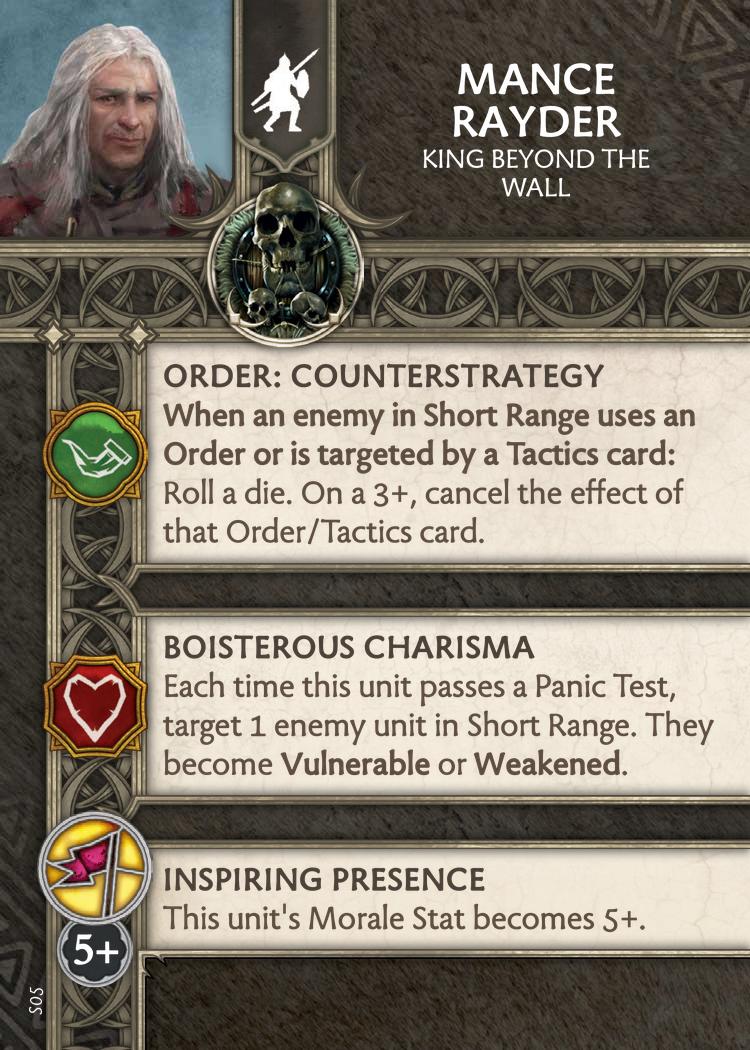 MANCE
RAYDER
KING BEYOND THE
WALL
ORDER: COUNTERSTRATEGY
When an enemy in Short Range uses an
Order or is targeted by a Tactics card:
Roll a die. On a 3+, cancel the effect of
that Order/Tactics card.
BOISTEROUS CHARISMA
Each time this unit passes a Panic Test,
target 1 enemy unit in Short Range. They
become Vulnerable or Weakened.
INSPIRING PRESENCE
This unit's Morale Stat becomes 5+.
5+
S05